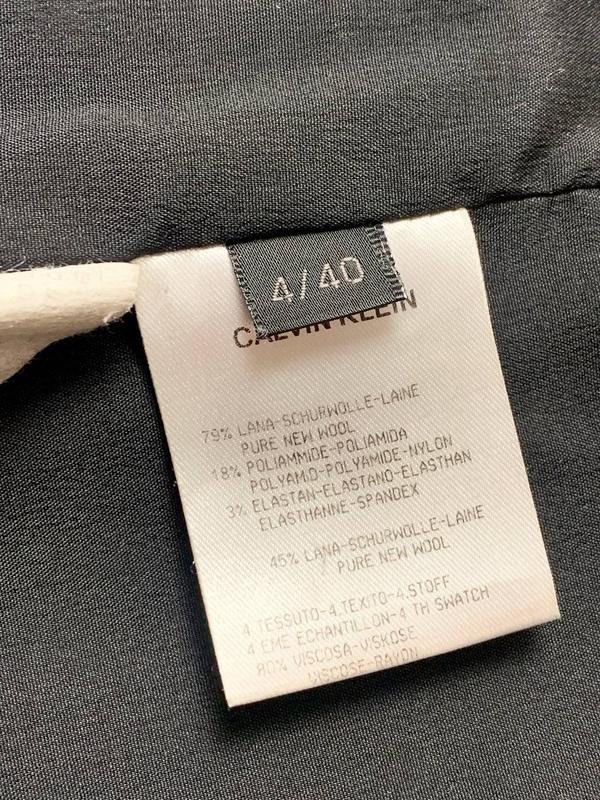 4/40
CALVIN KLEIN
79% LANA-SCHURWOLLE-LAINE
PURE NEW WOOL
18% POLIAMMIDE-POLIAMIDA
POLYAMID-POLYAMIDE-NYLON
3% ELASTAN-ELASTANO-ELASTHAN
ELASTHANNE-SPANDEX
45% LANA-SCHURWOLLE-LAINE
PURE NEW WOOL
4 TESSUTO-4.TEXITO-4.STOFF
4 EME ECHANTILLON-4 TH SWATCH
80% VISCOSA-VISKOSE
VISCOSE-RAYON